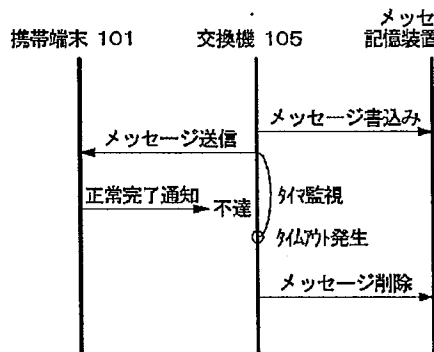 メッセ
携帯端末 101
交換機 105
記憶装置
メッセージ書込み
メッセージ送信
正常完了通知
不達
タイマ監視
タイムアウト発生
メッセージ削除